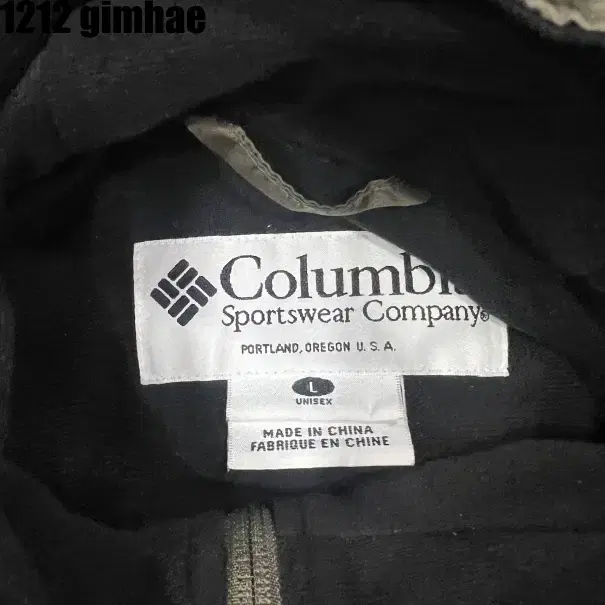 1212 gimhae
Columbia
Sportswear Company®
PORTLAND, OREGON U. S. A.
L
UNISEX
MADE IN CHINA
FABRIQUE EN CHINE